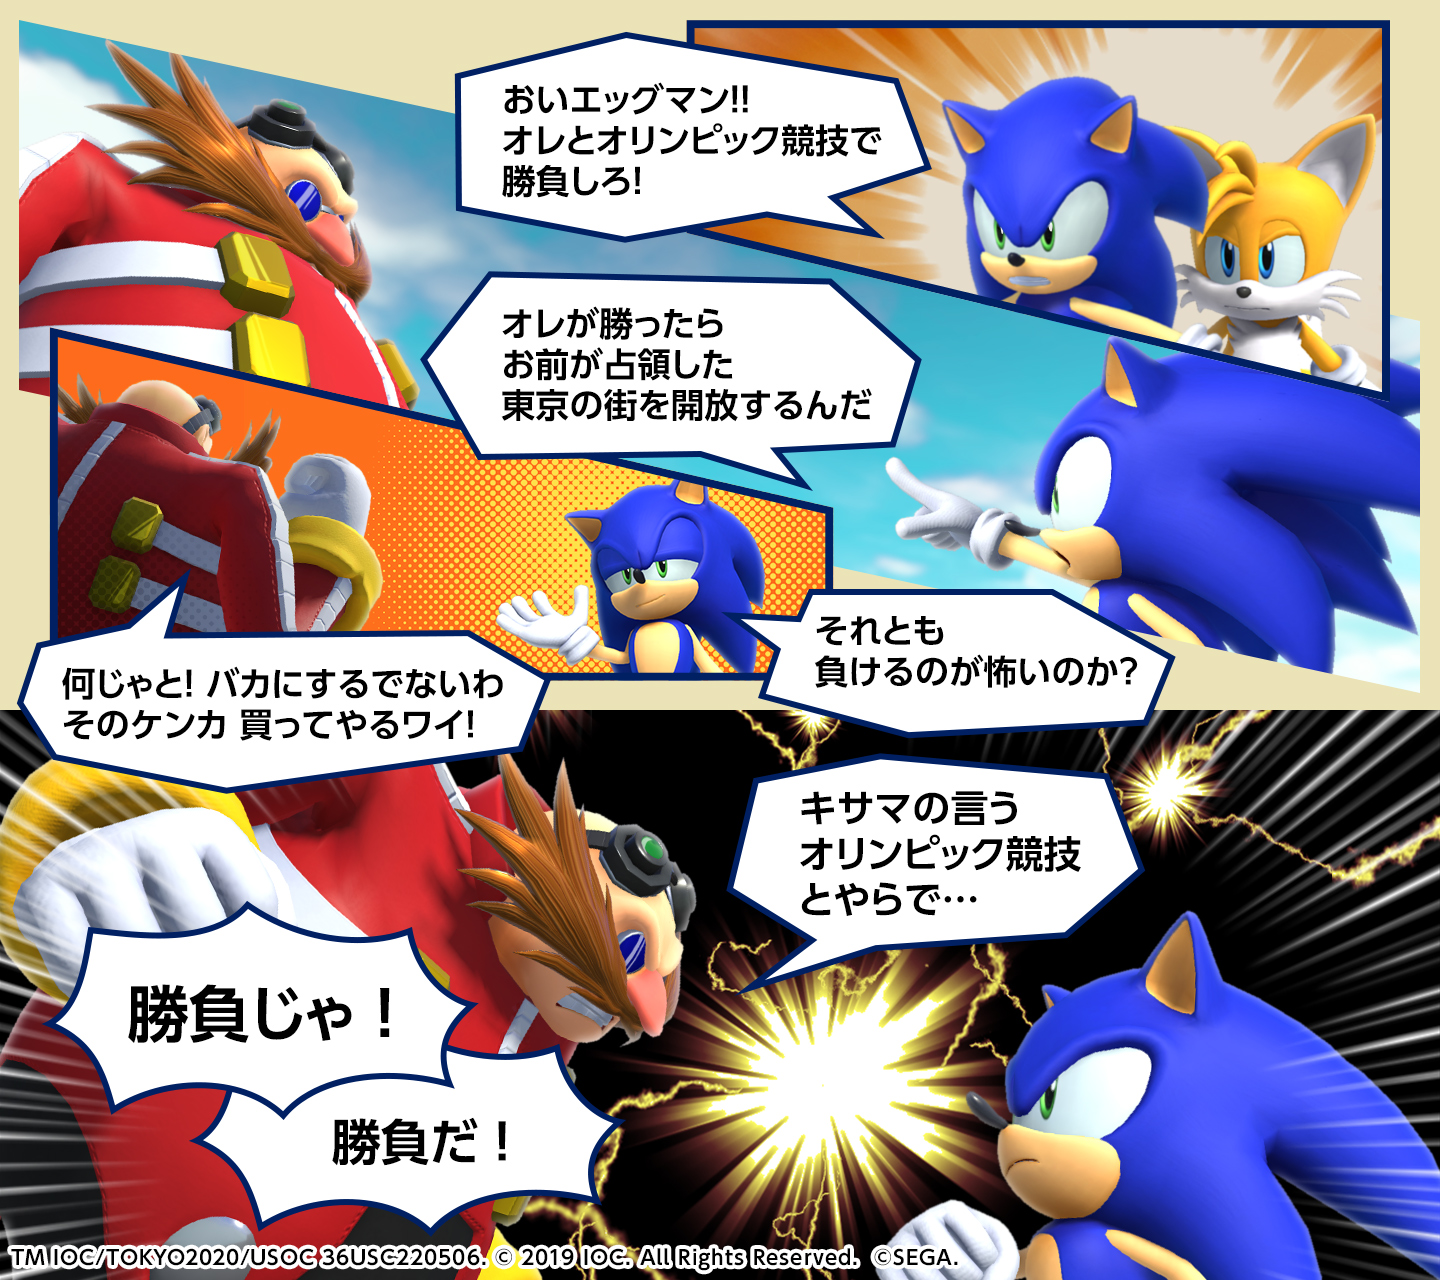 おいエッグマン!!
オレとオリンピック競技で
勝負しろ!
オレが勝ったら
お前が占領した
東京の街を開放するんだ
それとも
負けるのが怖いのか?
何じゃと! バカにするでないわ
そのケンカ 買ってやるワイ!
キサマの言う
オリンピック競技
とやらで…
勝負じゃ！
勝負だ！
TM IOC/TOKYO2020/USOC 36USC220506. © 2019 IOC. All Rights Reserved. ©SEGA.